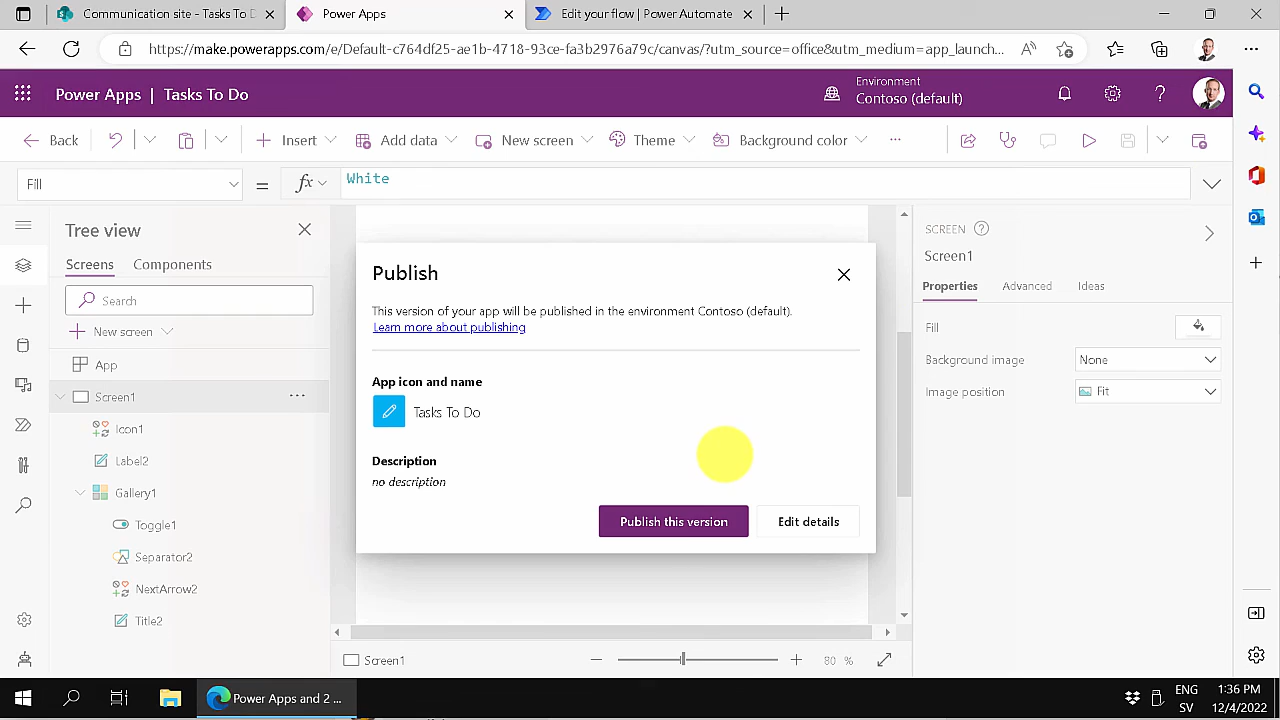 Communication site - Tasks To D
Power Apps
Edit your flow | Power Automate
https://make.powerapps.com/e/Default-c764df25-ae1b-4718-93ce-fa3b2976a79c/canvas/?utm_source=office&utm_medium=app_launch...
Power Apps | Tasks To Do
Environment
Contoso (default)
Back
Insert
Add data
New screen
Theme
Background color
Fill
=
fx
White
Tree view
Screens
Components
Search
New screen
App
Screen1
Icon1
Label2
Gallery1
Toggle1
Separator2
NextArrow2
Title2
Publish
This version of your app will be published in the environment Contoso (default).
Learn more about publishing
App icon and name
Tasks To Do
Description
no description
Publish this version
Edit details
SCREEN
Screen1
Properties
Advanced
Ideas
Fill
Background image
None
Image position
Fit
Screen1
80 %
Power Apps and 2 ...
ENG
SV
1:36 PM
12/4/2022